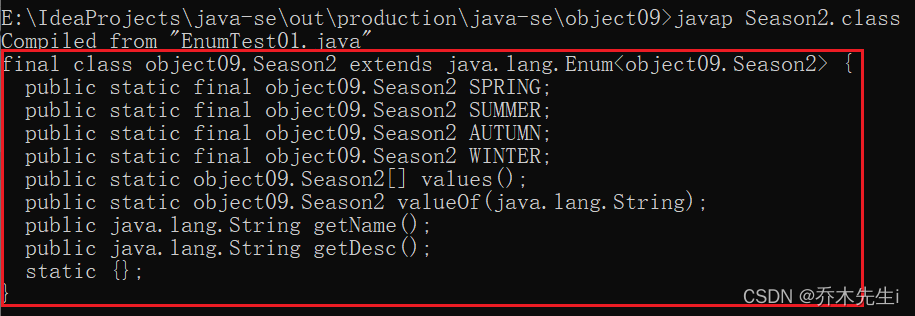 E:\IdeaProjects\java-se\out\production\java-se\object09>javap Season2.class
Compiled from "EnumTest01.java"
final class object09.Season2 extends java.lang.Enum<object09.Season2> {
  public static final object09.Season2 SPRING;
  public static final object09.Season2 SUMMER;
  public static final object09.Season2 AUTUMN;
  public static final object09.Season2 WINTER;
  public static object09.Season2[] values();
  public static object09.Season2 valueOf(java.lang.String);
  public java.lang.String getName();
  public java.lang.String getDesc();
  static {};
}
CSDN @乔木先生i